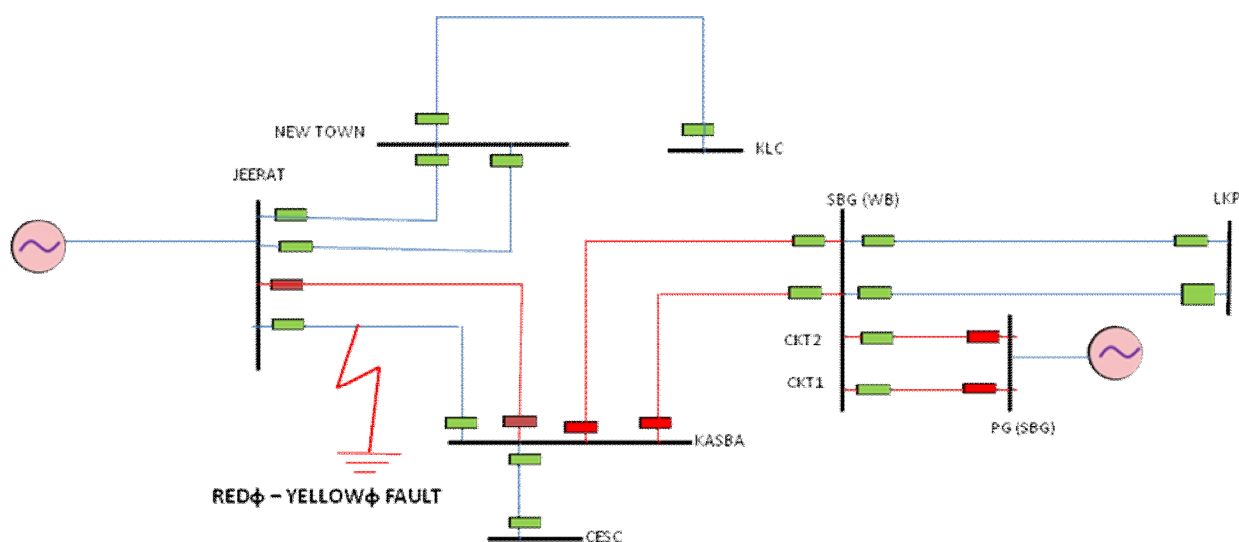 NEW TOWN
KLC
JEERAT
SBG (WB)
LKP
CKT2
CKT1
PG (SBG)
KASBA
REDϕ – YELLOWϕ FAULT
CESC